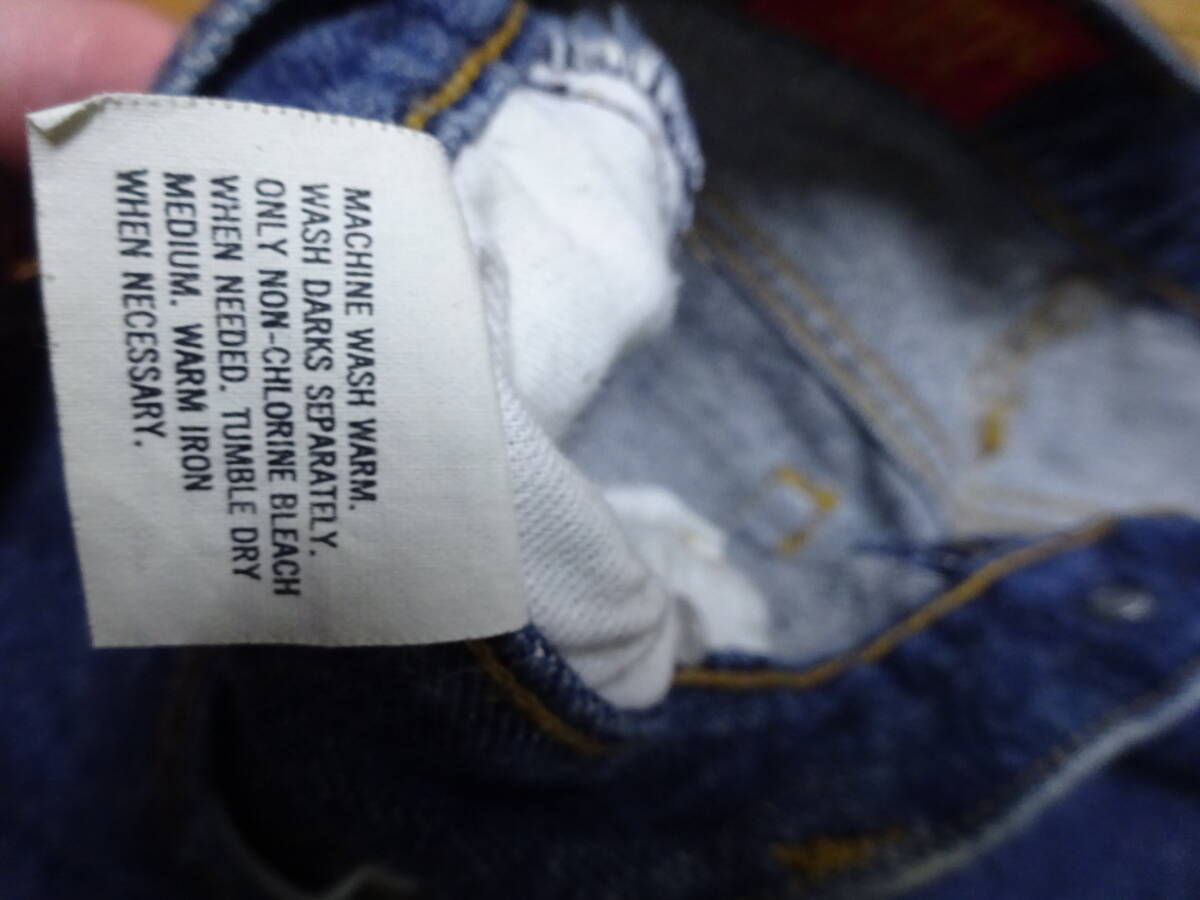 MACHINE WASH WARM.
WASH DARKS SEPARATELY.
ONLY NON-CHLORINE BLEACH
WHEN NEEDED. TUMBLE DRY
MEDIUM. WARM IRON
WHEN NECESSARY.